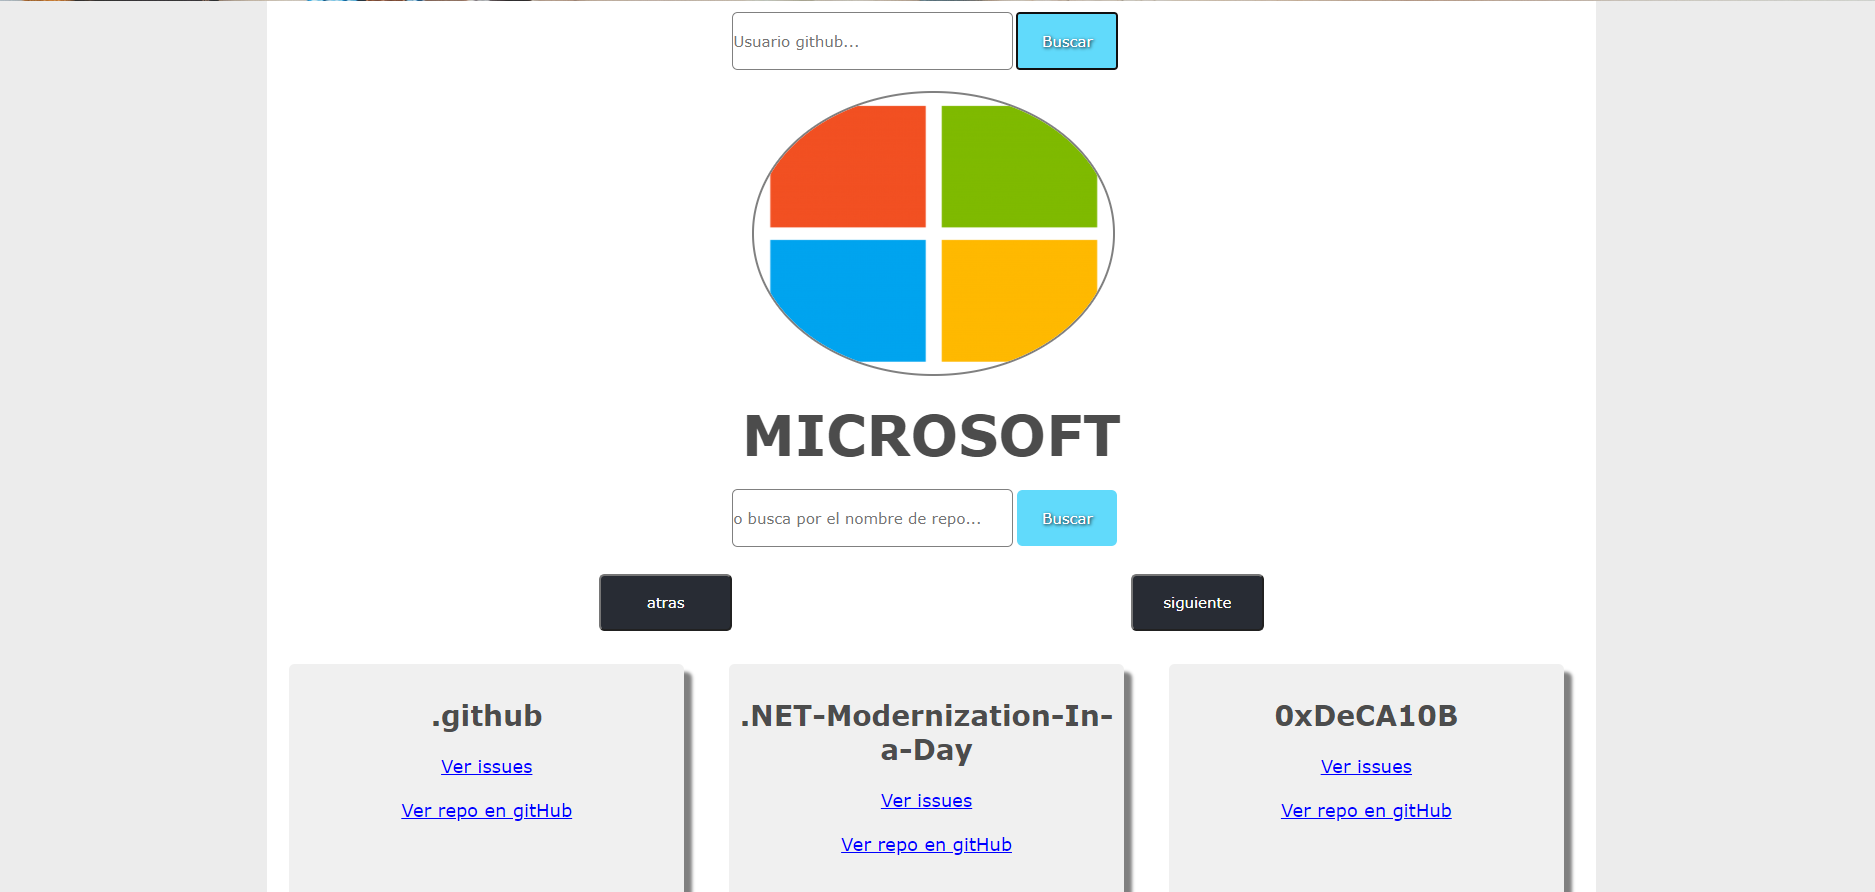 Usuario github...
Buscar
MICROSOFT
o busca por el nombre de repo...
Buscar
atras
siguiente
.github
Ver issues
Ver repo en gitHub
.NET-Modernization-In-
a-Day
Ver issues
Ver repo en gitHub
0xDeCA10B
Ver issues
Ver repo en gitHub